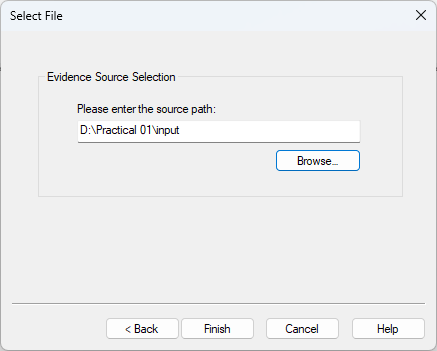 Select File
Evidence Source Selection
Please enter the source path:
D:\Practical 01\input
Browse...
< Back
Finish
Cancel
Help